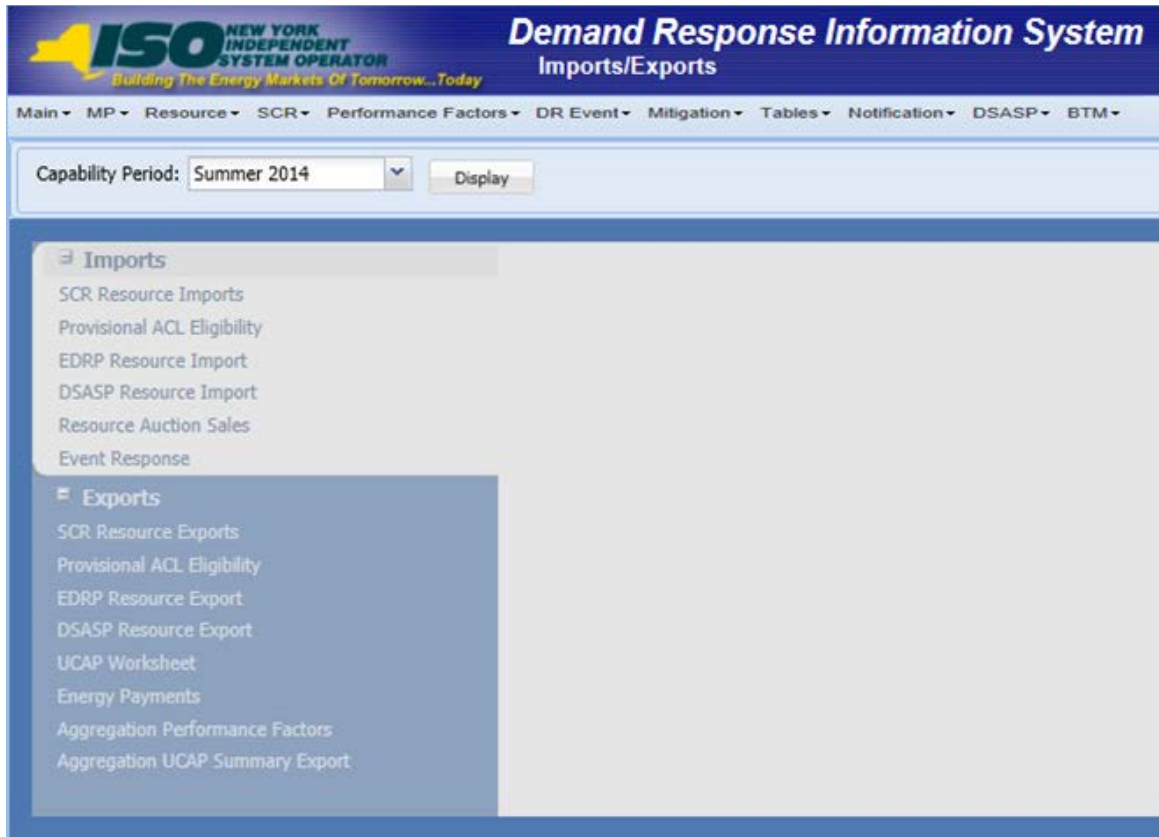 ISO NEW YORK
INDEPENDENT
SYSTEM OPERATOR
Building The Energy Markets Of Tomorrow...Today
Demand Response Information System
Imports/Exports
Main MP Resource SCR Performance Factors DR Event Mitigation Tables Notification DSASP BTM
Capability Period: Summer 2014 Display
Imports
SCR Resource Imports
Provisional ACL Eligibility
EDRP Resource Import
DSASP Resource Import
Resource Auction Sales
Event Response
Exports
SCR Resource Exports
Provisional ACL Eligibility
EDRP Resource Export
DSASP Resource Export
UCAP Worksheet
Energy Payments
Aggregation Performance Factors
Aggregation UCAP Summary Export